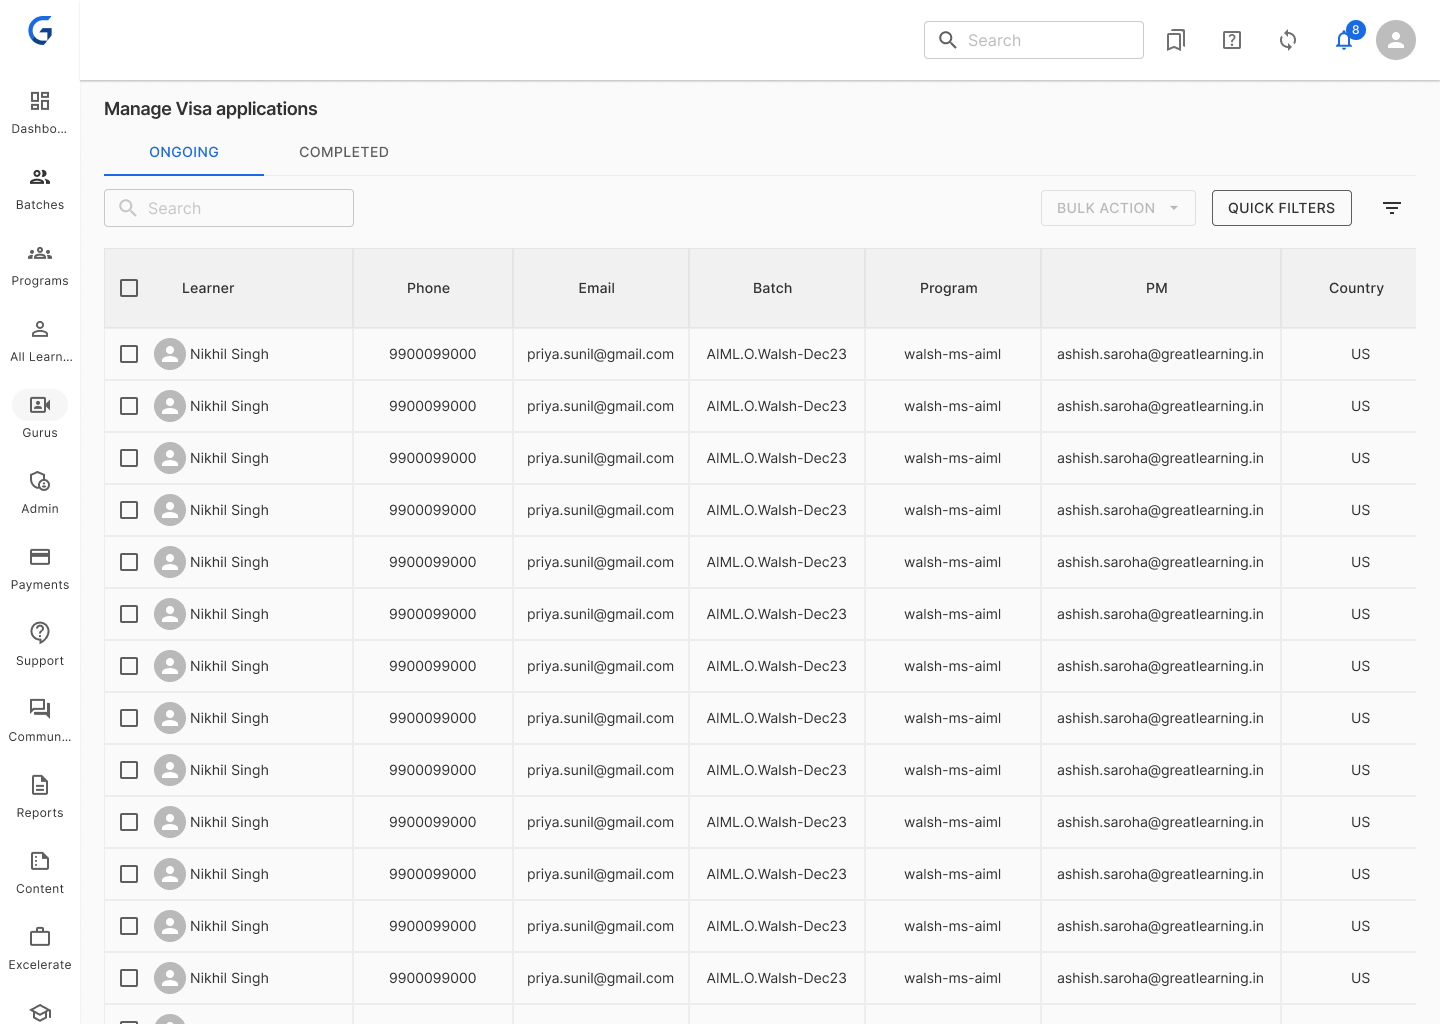 Search
8
Dashbo...
Batches
Programs
All Learn...
Gurus
Admin
Payments
Support
Commun...
Reports
Content
Excelerate
Manage Visa applications
ONGOING COMPLETED
Search BULK ACTION QUICK FILTERS
Learner Phone Email Batch Program PM Country
Nikhil Singh 9900099000 priya.sunil@gmail.com AIML.O.Walsh-Dec23 walsh-ms-aiml ashish.saroha@greatlearning.in US
Nikhil Singh 9900099000 priya.sunil@gmail.com AIML.O.Walsh-Dec23 walsh-ms-aiml ashish.saroha@greatlearning.in US
Nikhil Singh 9900099000 priya.sunil@gmail.com AIML.O.Walsh-Dec23 walsh-ms-aiml ashish.saroha@greatlearning.in US
Nikhil Singh 9900099000 priya.sunil@gmail.com AIML.O.Walsh-Dec23 walsh-ms-aiml ashish.saroha@greatlearning.in US
Nikhil Singh 9900099000 priya.sunil@gmail.com AIML.O.Walsh-Dec23 walsh-ms-aiml ashish.saroha@greatlearning.in US
Nikhil Singh 9900099000 priya.sunil@gmail.com AIML.O.Walsh-Dec23 walsh-ms-aiml ashish.saroha@greatlearning.in US
Nikhil Singh 9900099000 priya.sunil@gmail.com AIML.O.Walsh-Dec23 walsh-ms-aiml ashish.saroha@greatlearning.in US
Nikhil Singh 9900099000 priya.sunil@gmail.com AIML.O.Walsh-Dec23 walsh-ms-aiml ashish.saroha@greatlearning.in US
Nikhil Singh 9900099000 priya.sunil@gmail.com AIML.O.Walsh-Dec23 walsh-ms-aiml ashish.saroha@greatlearning.in US
Nikhil Singh 9900099000 priya.sunil@gmail.com AIML.O.Walsh-Dec23 walsh-ms-aiml ashish.saroha@greatlearning.in US
Nikhil Singh 9900099000 priya.sunil@gmail.com AIML.O.Walsh-Dec23 walsh-ms-aiml ashish.saroha@greatlearning.in US
Nikhil Singh 9900099000 priya.sunil@gmail.com AIML.O.Walsh-Dec23 walsh-ms-aiml ashish.saroha@greatlearning.in US
Nikhil Singh 9900099000 priya.sunil@gmail.com AIML.O.Walsh-Dec23 walsh-ms-aiml ashish.saroha@greatlearning.in US